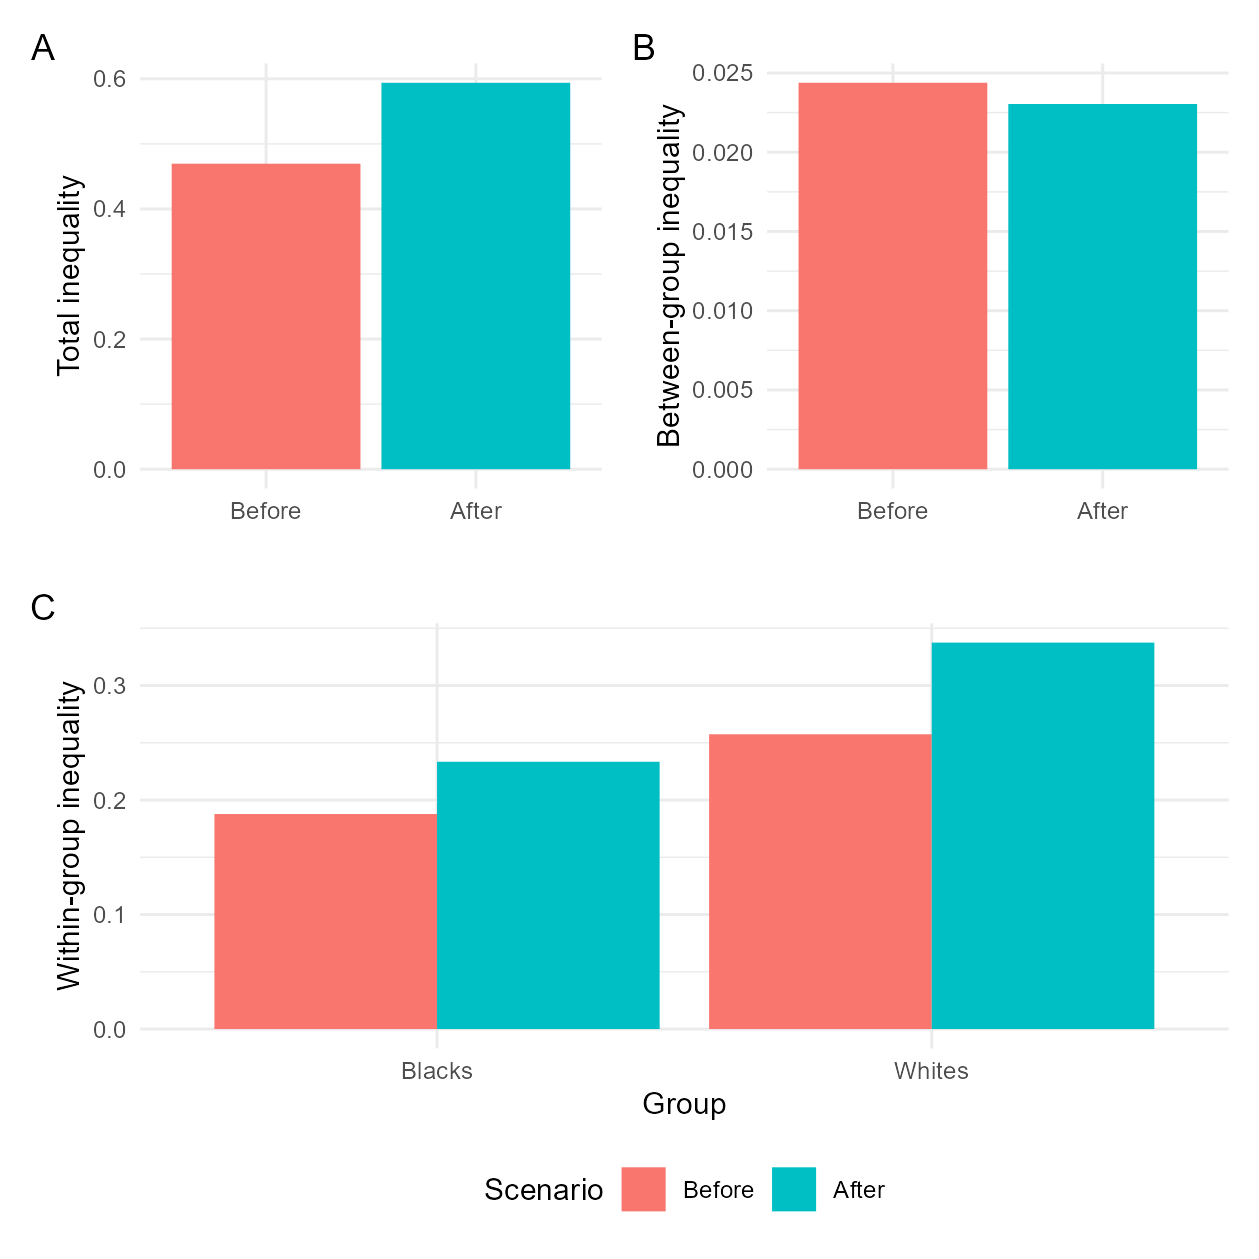 A
Total inequality
0.6
0.4
0.2
0.0
Before
After
B
Between-group inequality
0.025
0.020
0.015
0.010
0.005
0.000
Before
After
C
Within-group inequality
0.3
0.2
0.1
0.0
Blacks
Whites
Group
Scenario
Before
After